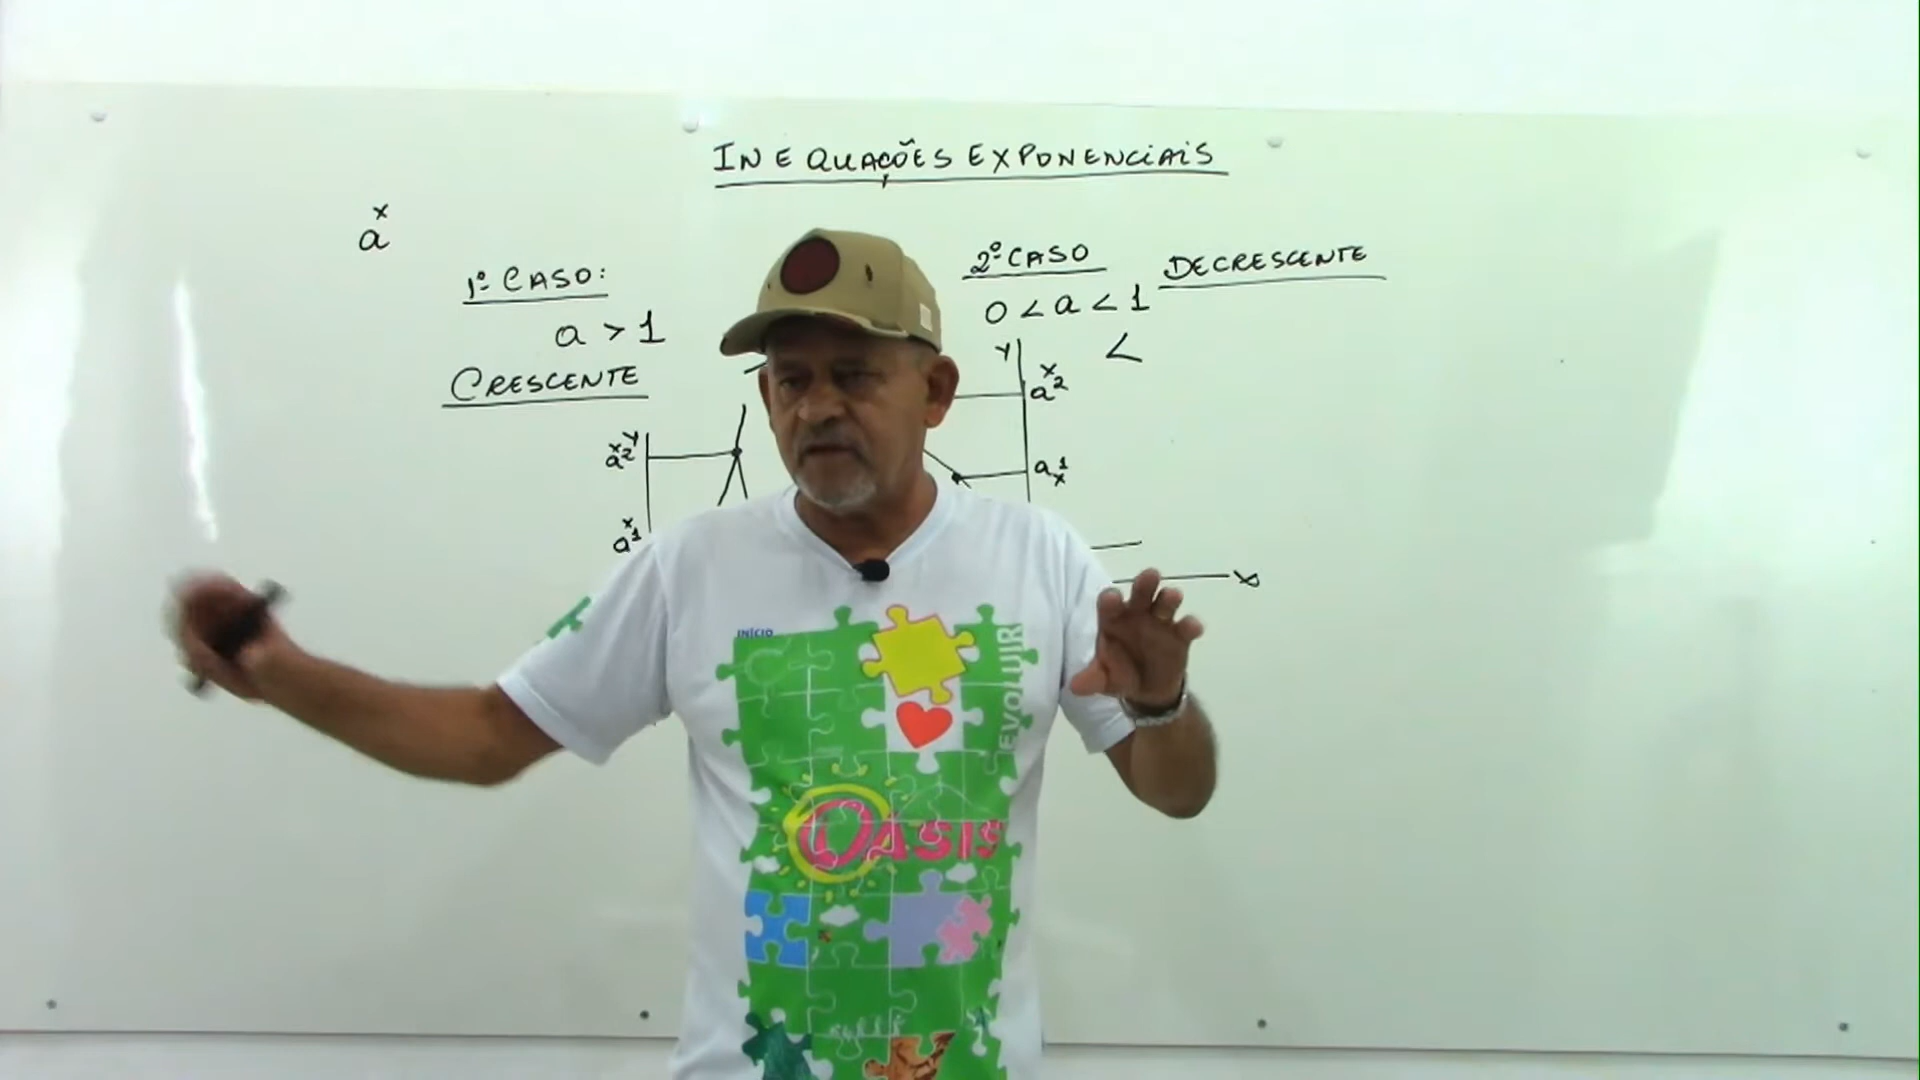 INEQUAÇÕES EXPONENCIAIS
a^x
1º CASO:
a > 1
CRESCENTE
2º CASO
DECRESCENTE
0 < a < 1
<
y
a^x2
a^x1
y
a^x2
a^x1
x
INÍCIO
EVOLUIR
OASIS